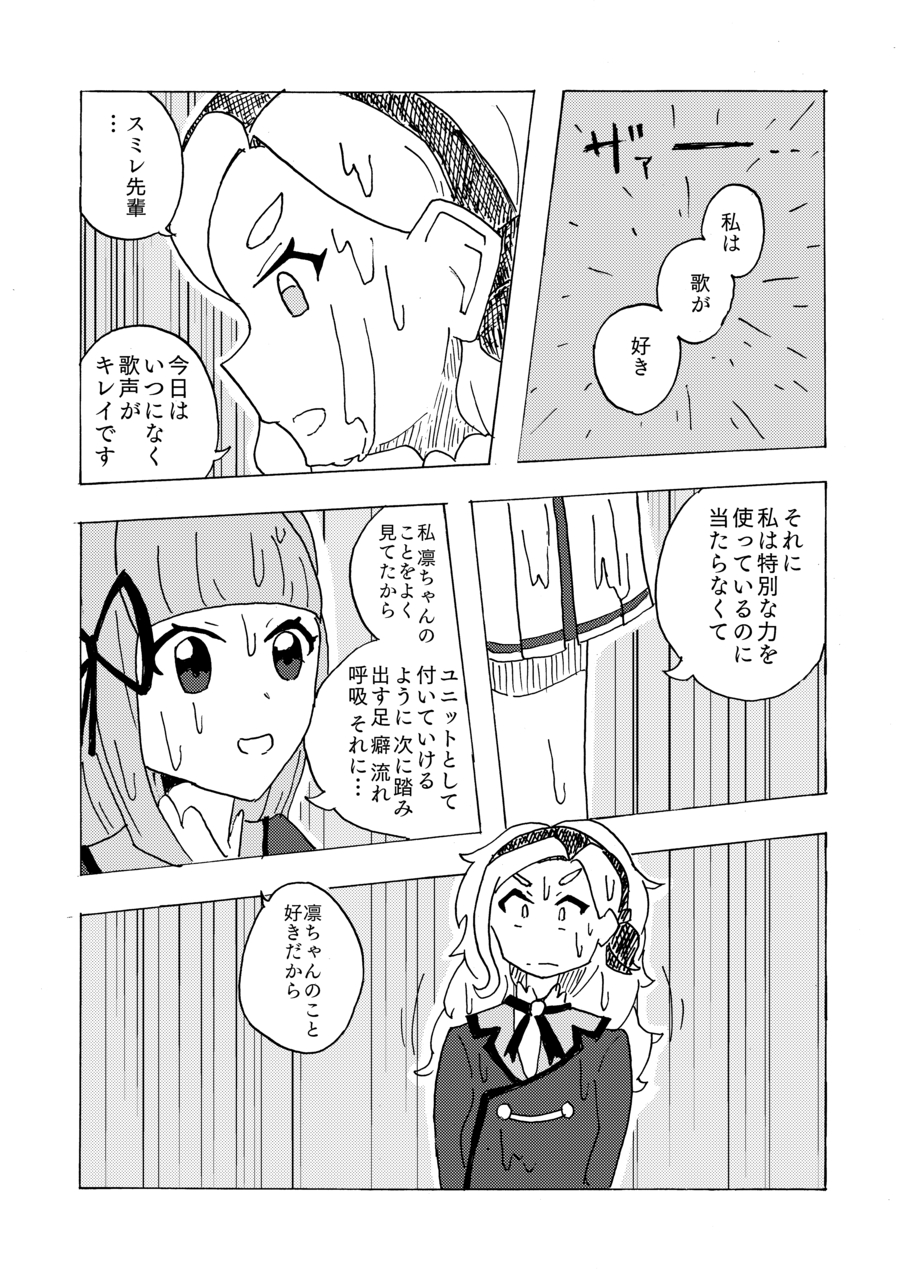 ザァーー…
私は
歌が
好き
スミレ先輩
…
今日は
いつになく
歌声が
キレイです
それに
私は特別な力を
使っているのに
当たらなくて
私 凛ちゃんの
ことをよく
見てたから
ユニットとして
付いていける
ように 次に踏み
出す足 癖 流れ
呼吸 それに…
凛ちゃんのこと
好きだから